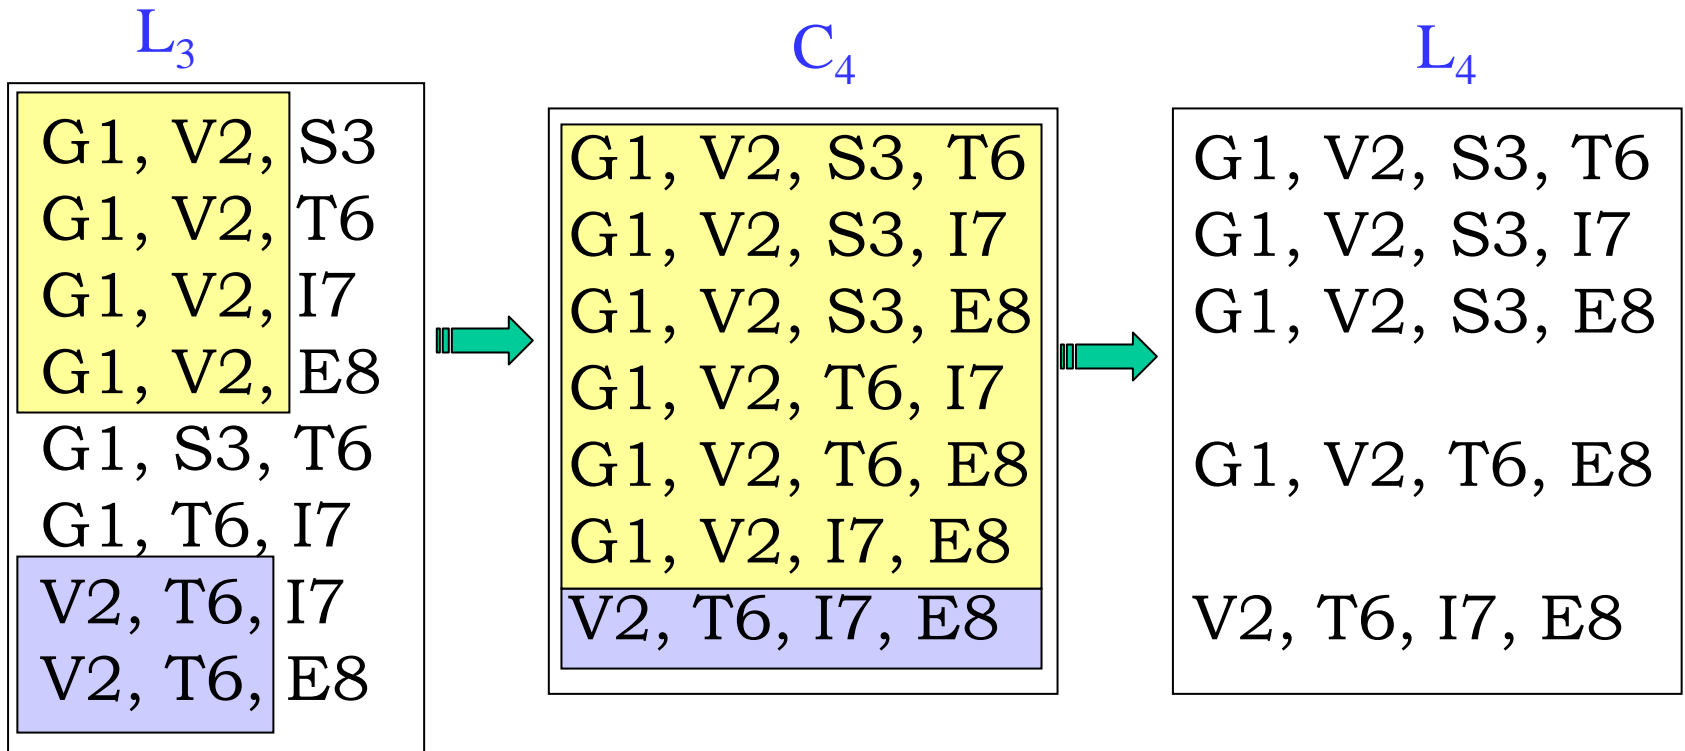 L3
G1, V2, S3
G1, V2, T6
G1, V2, I7
G1, V2, E8
G1, S3, T6
G1, T6, I7
V2, T6, I7
V2, T6, E8
C4
G1, V2, S3, T6
G1, V2, S3, I7
G1, V2, S3, E8
G1, V2, T6, I7
G1, V2, T6, E8
G1, V2, I7, E8
V2, T6, I7, E8
L4
G1, V2, S3, T6
G1, V2, S3, I7
G1, V2, S3, E8
G1, V2, T6, E8
V2, T6, I7, E8